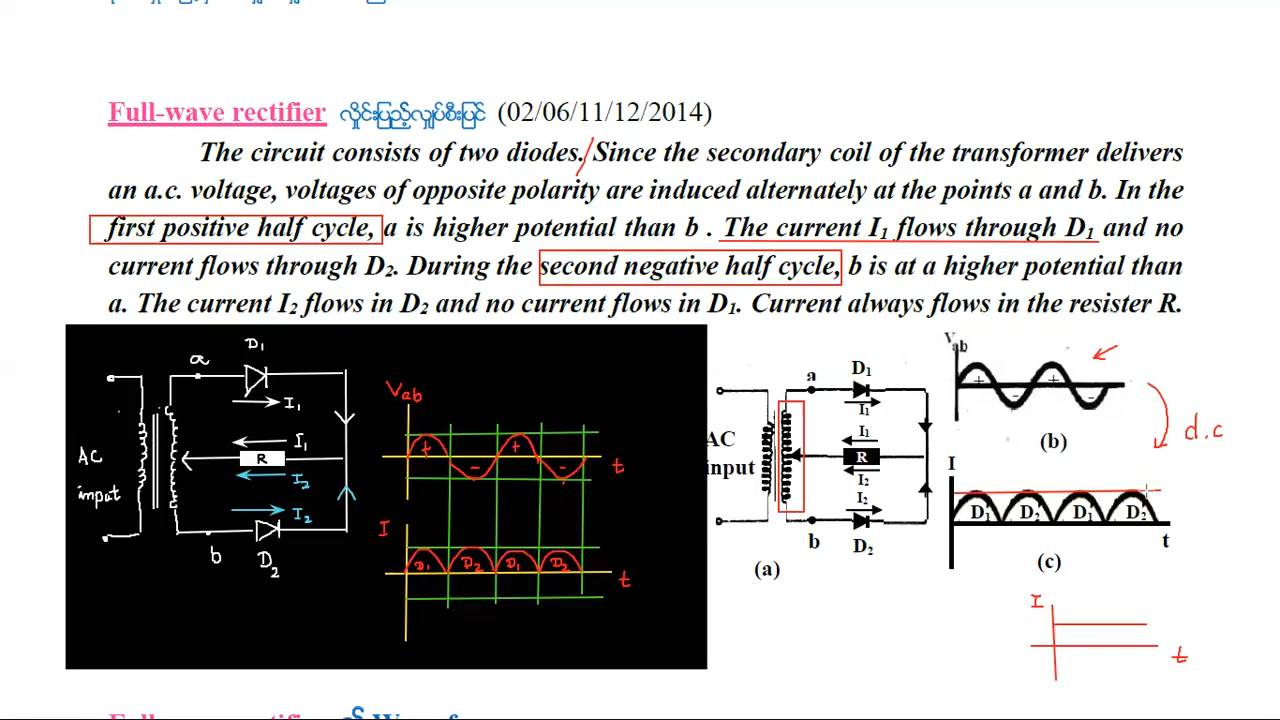 Full-wave rectifier လှိုင်းပြည့်လျှပ်စီးပြင် (02/06/11/12/2014)
The circuit consists of two diodes. Since the secondary coil of the transformer delivers
an a.c. voltage, voltages of opposite polarity are induced alternately at the points a and b. In the
first positive half cycle, a is higher potential than b . The current I₁ flows through D₁ and no
current flows through D₂. During the second negative half cycle, b is at a higher potential than
a. The current I₂ flows in D₂ and no current flows in D₁. Current always flows in the resister R.
D₁
a
I₁
I₁
AC
input
R
I₂
I₂
b
D₂
Vab
+ - + -
t
I
D₁ D₂ D₁ D₂
t
D₁
a
I₁
I₁
AC
input
R
I₂
I₂
b
D₂
(a)
Vab
+ - + -
(b)
d.c
I
D₁ D₂ D₁ D₂
t
(c)
I
t